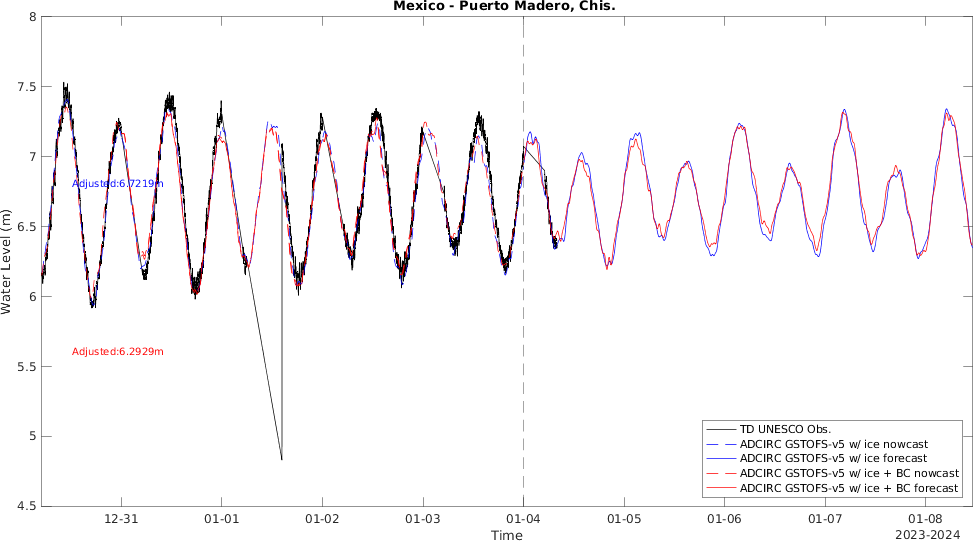 Mexico - Puerto Madero, Chis.
8
7.5
7
6.5
6
5.5
5
4.5
Water Level (m)
Adjusted:6.7219m
Adjusted:6.2929m
TD UNESCO Obs.
ADCIRC GSTOFS-v5 w/ ice nowcast
ADCIRC GSTOFS-v5 w/ ice forecast
ADCIRC GSTOFS-v5 w/ ice + BC nowcast
ADCIRC GSTOFS-v5 w/ ice + BC forecast
12-31 01-01 01-02 01-03 01-04 01-05 01-06 01-07 01-08
Time
2023-2024